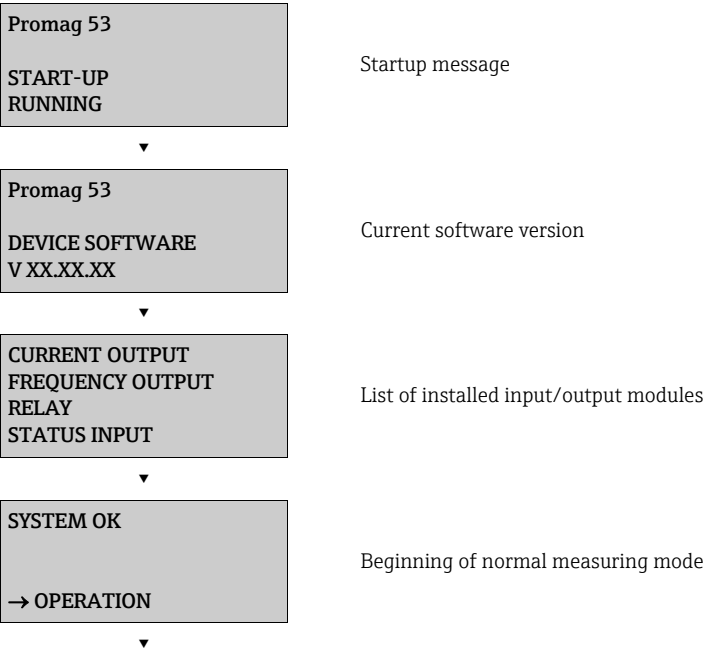 Promag 53
START-UP
RUNNING
Startup message
▼
Promag 53
DEVICE SOFTWARE
V XX.XX.XX
Current software version
▼
CURRENT OUTPUT
FREQUENCY OUTPUT
RELAY
STATUS INPUT
List of installed input/output modules
▼
SYSTEM OK
→ OPERATION
Beginning of normal measuring mode
▼